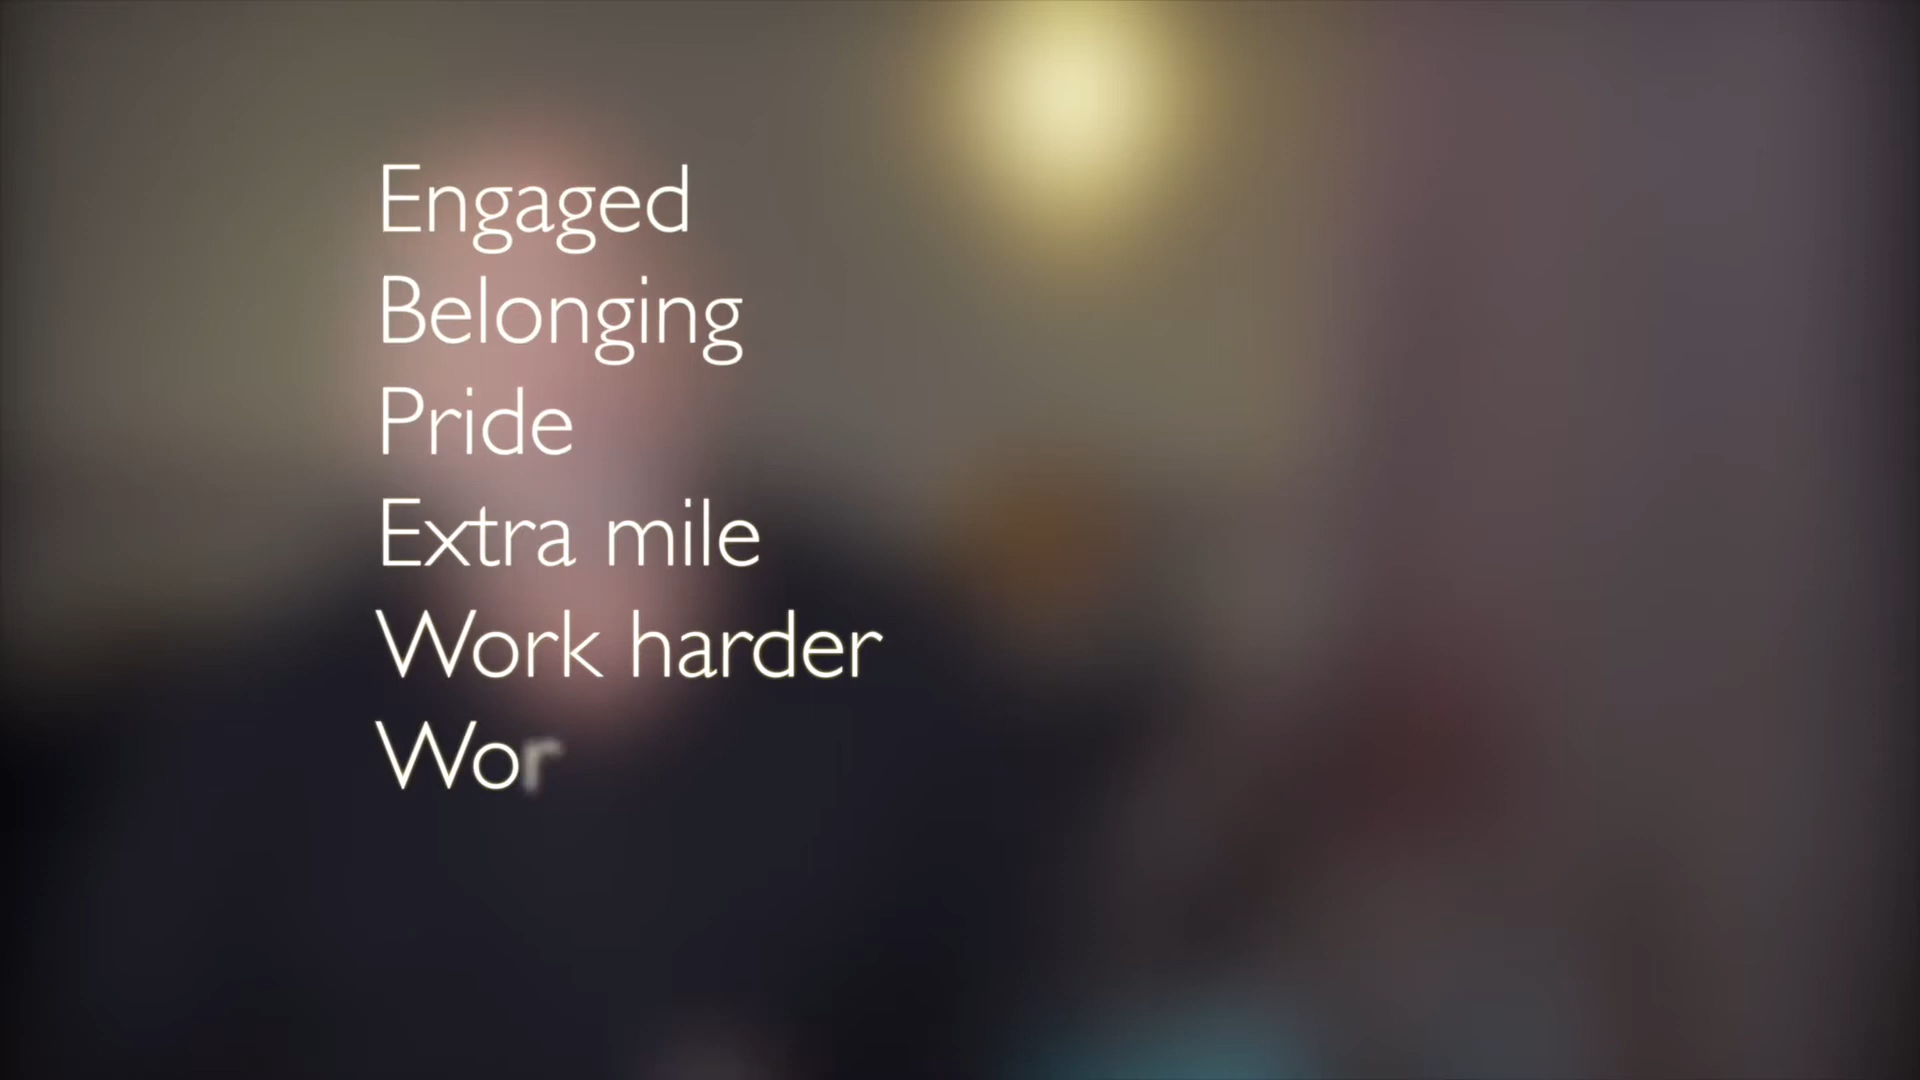 Engaged
Belonging
Pride
Extra mile
Work harder
Wor